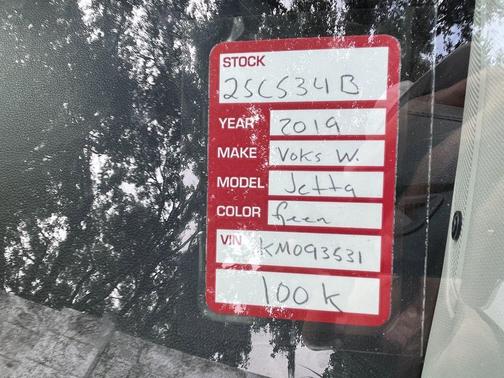 STOCK
25C534B
YEAR 2019
MAKE Voks W.
MODEL Jetta
COLOR Green
VIN KM093531
100k